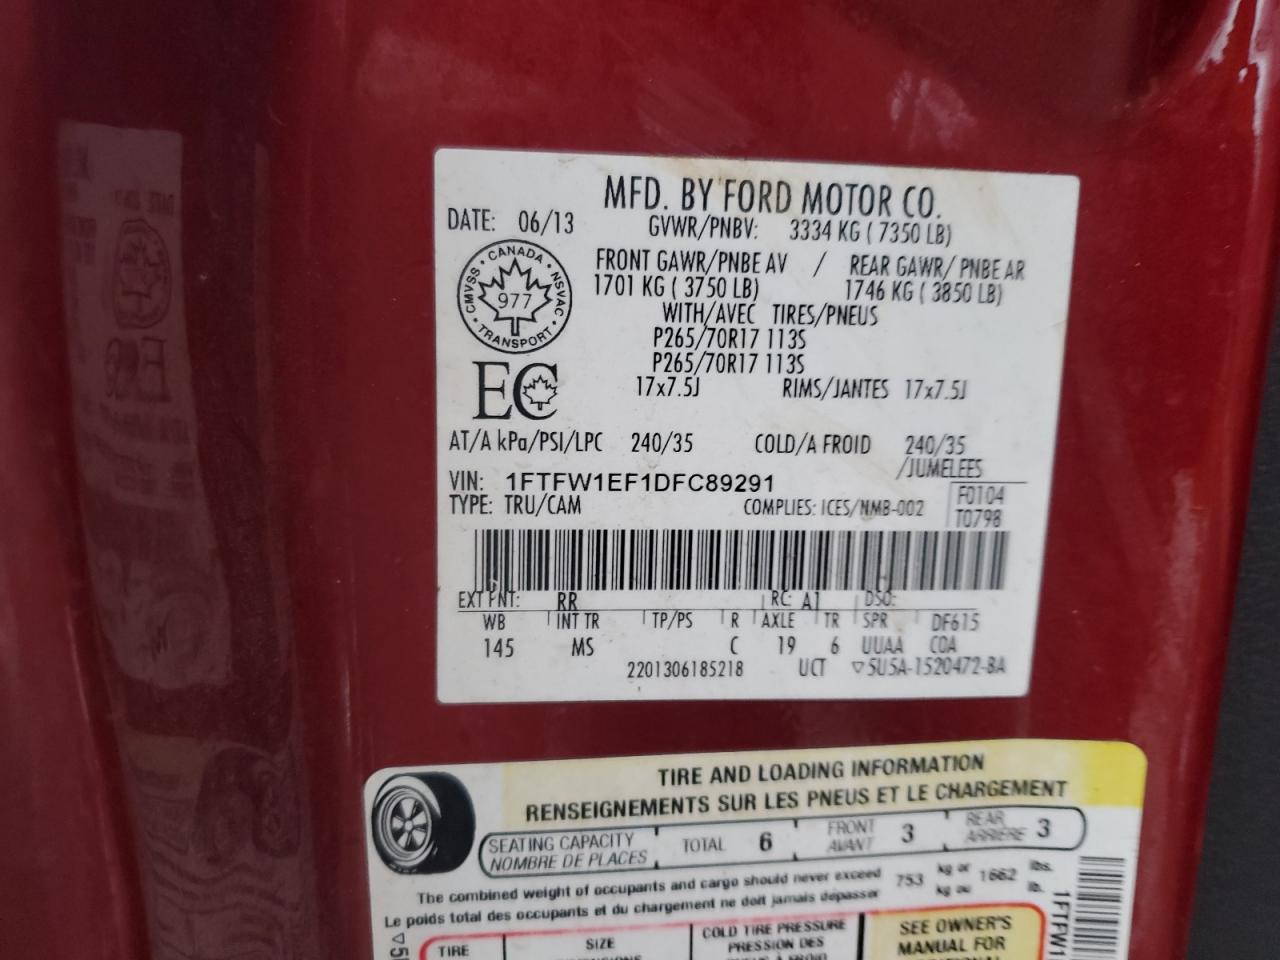 MFD. BY FORD MOTOR CO.
DATE: 06/13
GVWR/PNBV: 3334 KG ( 7350 LB)
FRONT GAWR/PNBE AV / REAR GAWR/ PNBE AR
1701 KG ( 3750 LB) 1746 KG ( 3850 LB)
WITH/AVEC TIRES/PNEUS
P265/70R17 113S
P265/70R17 113S
17x7.5J RIMS/JANTES 17x7.5J
CMVSS · CANADA · NSVAC · TRANSPORT ·
977
EC
AT/A kPa/PSI/LPC 240/35 COLD/A FROID 240/35
/JUMELEES
VIN: 1FTFW1EF1DFC89291
TYPE: TRU/CAM COMPLIES: ICES/NMB-002
F0104
T0798
EXT PNT: RR RC: A1 DSO:
WB INT TR TP/PS R AXLE TR SPR DF615
145 MS C 19 6 UUAA COA
2201306185218 UCT ▽5U5A-1520472-BA
TIRE AND LOADING INFORMATION
RENSEIGNEMENTS SUR LES PNEUS ET LE CHARGEMENT
SEATING CAPACITY
NOMBRE DE PLACES
TOTAL 6 FRONT AVANT 3 REAR ARRIÈRE 3
The combined weight of occupants and cargo should never exceed 753 kg or 1662 lbs.
Le poids total des occupants et du chargement ne doit jamais dépasser kg ou lb.
TIRE SIZE COLD TIRE PRESSURE
PRESSION DES
SEE OWNER'S
MANUAL FOR
1FTFW1
▽5